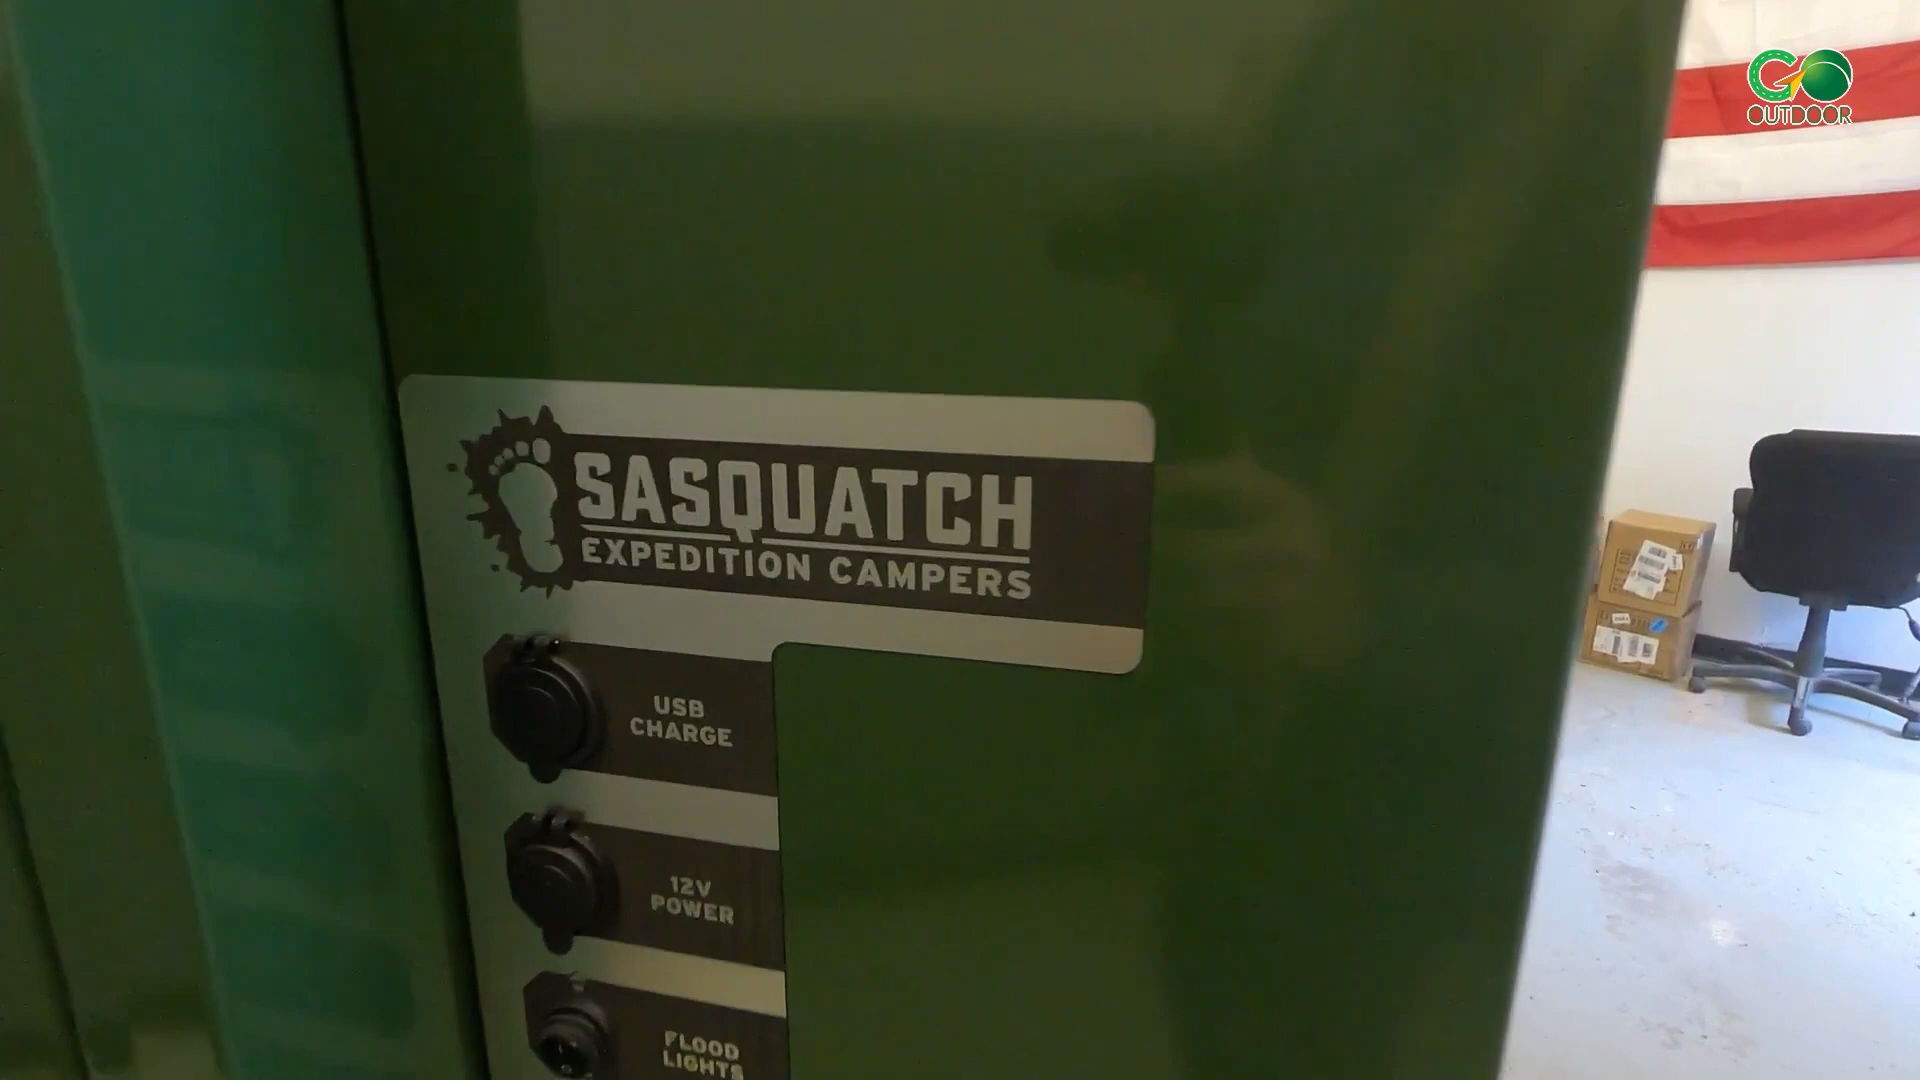 GO
OUTDOOR
SASQUATCH
EXPEDITION CAMPERS
USB
CHARGE
12V
POWER
FLOOD
LIGHTS